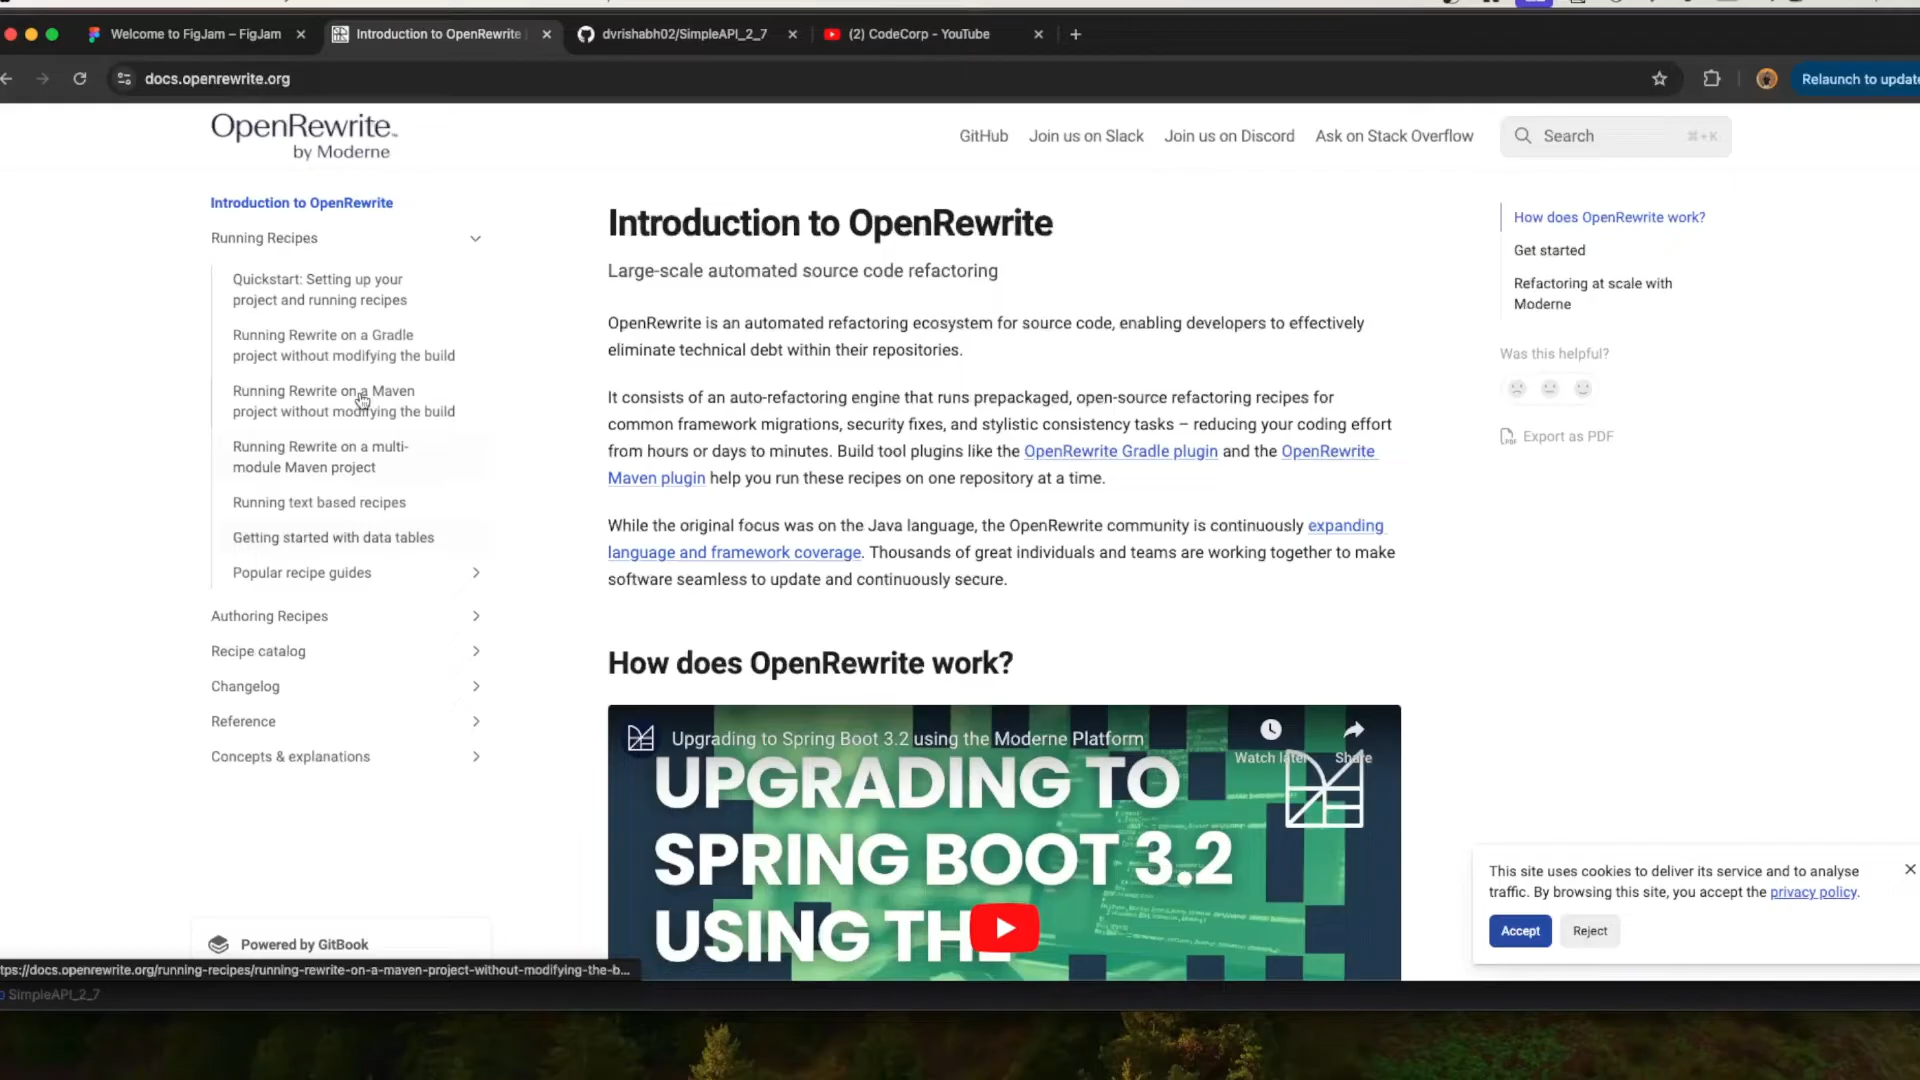 Welcome to FigJam – FigJam
Introduction to OpenRewrite
dvrishabh02/SimpleAPI_2_7
(2) CodeCorp - YouTube
docs.openrewrite.org
Relaunch to update
OpenRewrite™
by Moderne
GitHub
Join us on Slack
Join us on Discord
Ask on Stack Overflow
Search
⌘+K
Introduction to OpenRewrite
Running Recipes
Quickstart: Setting up your
project and running recipes
Running Rewrite on a Gradle
project without modifying the build
Running Rewrite on a Maven
project without modifying the build
Running Rewrite on a multi-
module Maven project
Running text based recipes
Getting started with data tables
Popular recipe guides
Authoring Recipes
Recipe catalog
Changelog
Reference
Concepts & explanations
Powered by GitBook
Introduction to OpenRewrite
Large-scale automated source code refactoring
OpenRewrite is an automated refactoring ecosystem for source code, enabling developers to effectively
eliminate technical debt within their repositories.
It consists of an auto-refactoring engine that runs prepackaged, open-source refactoring recipes for
common framework migrations, security fixes, and stylistic consistency tasks – reducing your coding effort
from hours or days to minutes. Build tool plugins like the OpenRewrite Gradle plugin and the OpenRewrite
Maven plugin help you run these recipes on one repository at a time.
While the original focus was on the Java language, the OpenRewrite community is continuously expanding
language and framework coverage. Thousands of great individuals and teams are working together to make
software seamless to update and continuously secure.
How does OpenRewrite work?
Upgrading to Spring Boot 3.2 using the Moderne Platform
Watch later
Share
UPGRADING TO
SPRING BOOT 3.2
USING THE
How does OpenRewrite work?
Get started
Refactoring at scale with
Moderne
Was this helpful?
Export as PDF
This site uses cookies to deliver its service and to analyse
traffic. By browsing this site, you accept the privacy policy.
Accept
Reject
tps://docs.openrewrite.org/running-recipes/running-rewrite-on-a-maven-project-without-modifying-the-b...
SimpleAPI_2_7